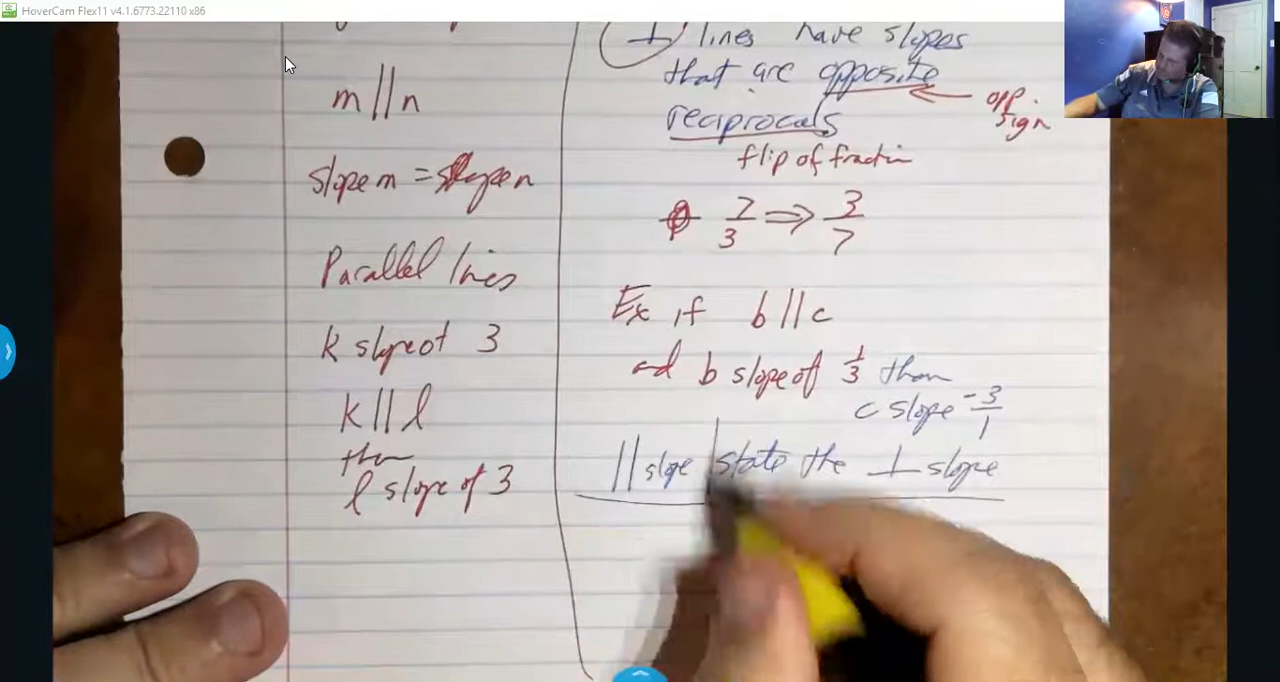 HoverCam Flex11 v4.1.6773.22110 x86
m || n
slope m = slope n
Parallel lines
k slope of 3
k || l
then
l slope of 3
⊥ lines have slopes
that are opposite
opp.
sign
reciprocals
flip of fraction
7/3 ⇒ 3/7
Ex if b || c
and b slope of 1/3 then
c slope -3/1
|| slope | state the ⊥ slope